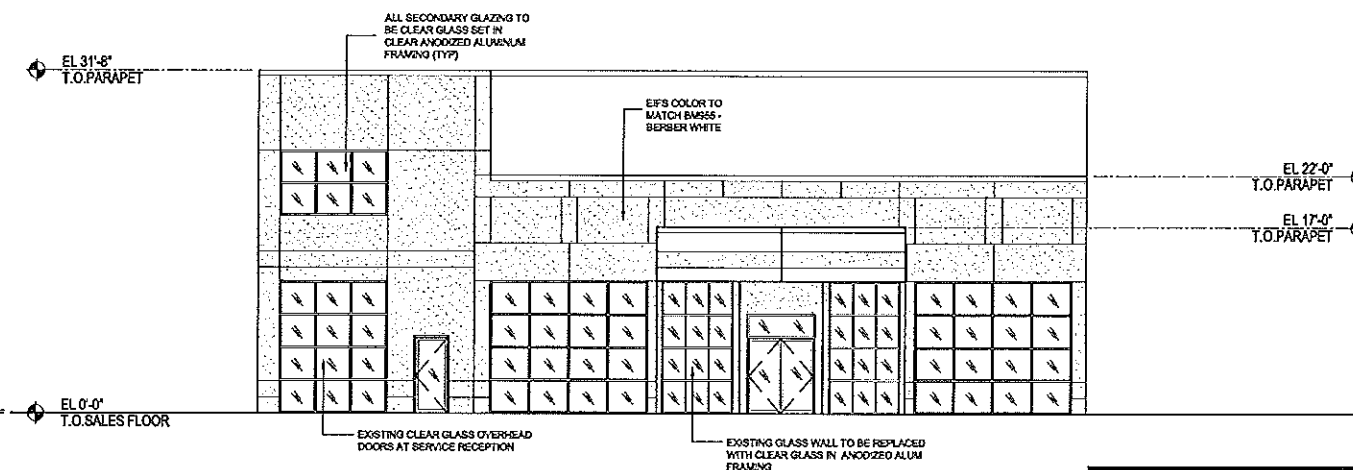 ALL SECONDARY GLAZING TO
BE CLEAR GLASS SET IN
CLEAR ANODIZED ALUMINUM
FRAMING (TYP)
EL 31'-8"
T.O.PARAPET
EIFS COLOR TO
MATCH BM955 -
BERBER WHITE
EL 22'-0"
T.O.PARAPET
EL 17'-0"
T.O.PARAPET
EL 0'-0"
T.O.SALES FLOOR
EXISTING CLEAR GLASS OVERHEAD
DOORS AT SERVICE RECEPTION
EXISTING GLASS WALL TO BE REPLACED
WITH CLEAR GLASS IN ANODIZED ALUM
FRAMING